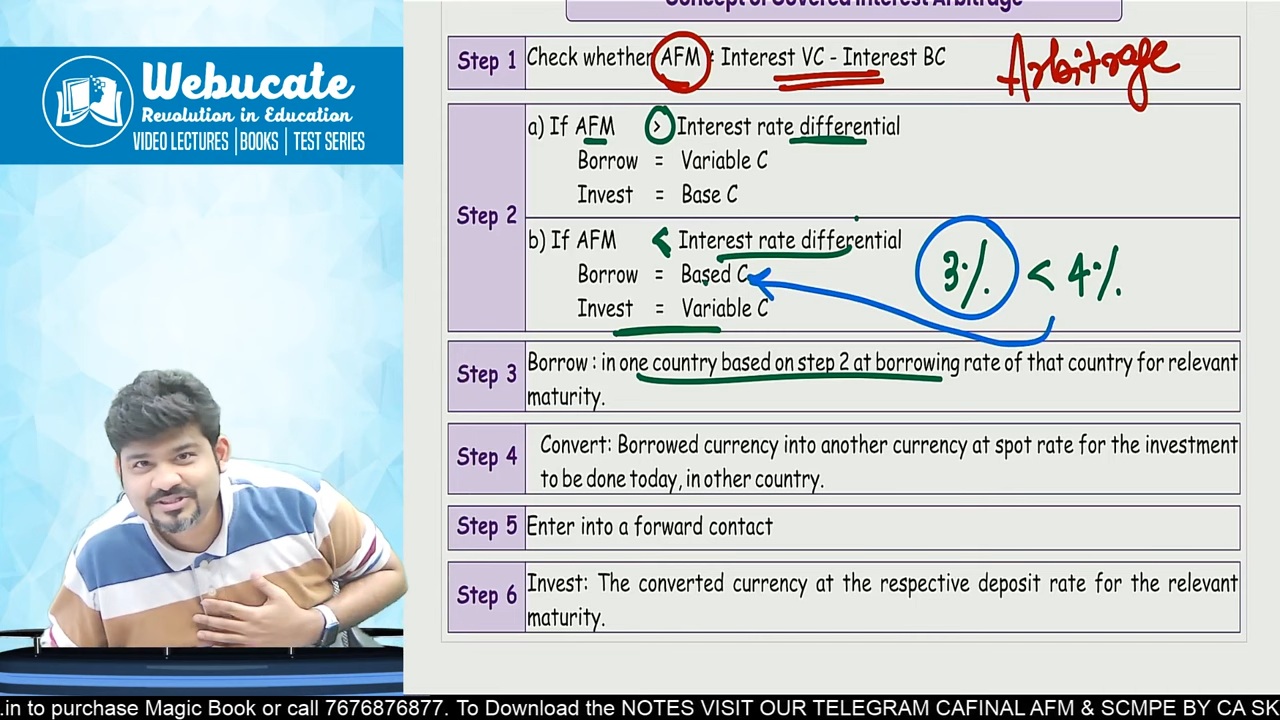 Concept of Covered Interest Arbitrage
Webucate
Revolution in Education
VIDEO LECTURES | BOOKS | TEST SERIES
Step 1
Check whether AFM ≠ Interest VC - Interest BC
Arbitrage
Step 2
a) If AFM > Interest rate differential
Borrow = Variable C
Invest = Base C
b) If AFM < Interest rate differential
Borrow = Based C
Invest = Variable C
3% < 4%
Step 3
Borrow : in one country based on step 2 at borrowing rate of that country for relevant
maturity.
Step 4
Convert: Borrowed currency into another currency at spot rate for the investment
to be done today, in other country.
Step 5
Enter into a forward contact
Step 6
Invest: The converted currency at the respective deposit rate for the relevant
maturity.
.in to purchase Magic Book or call 7676876877. To Download the NOTES VISIT OUR TELEGRAM CAFINAL AFM & SCMPE BY CA SK